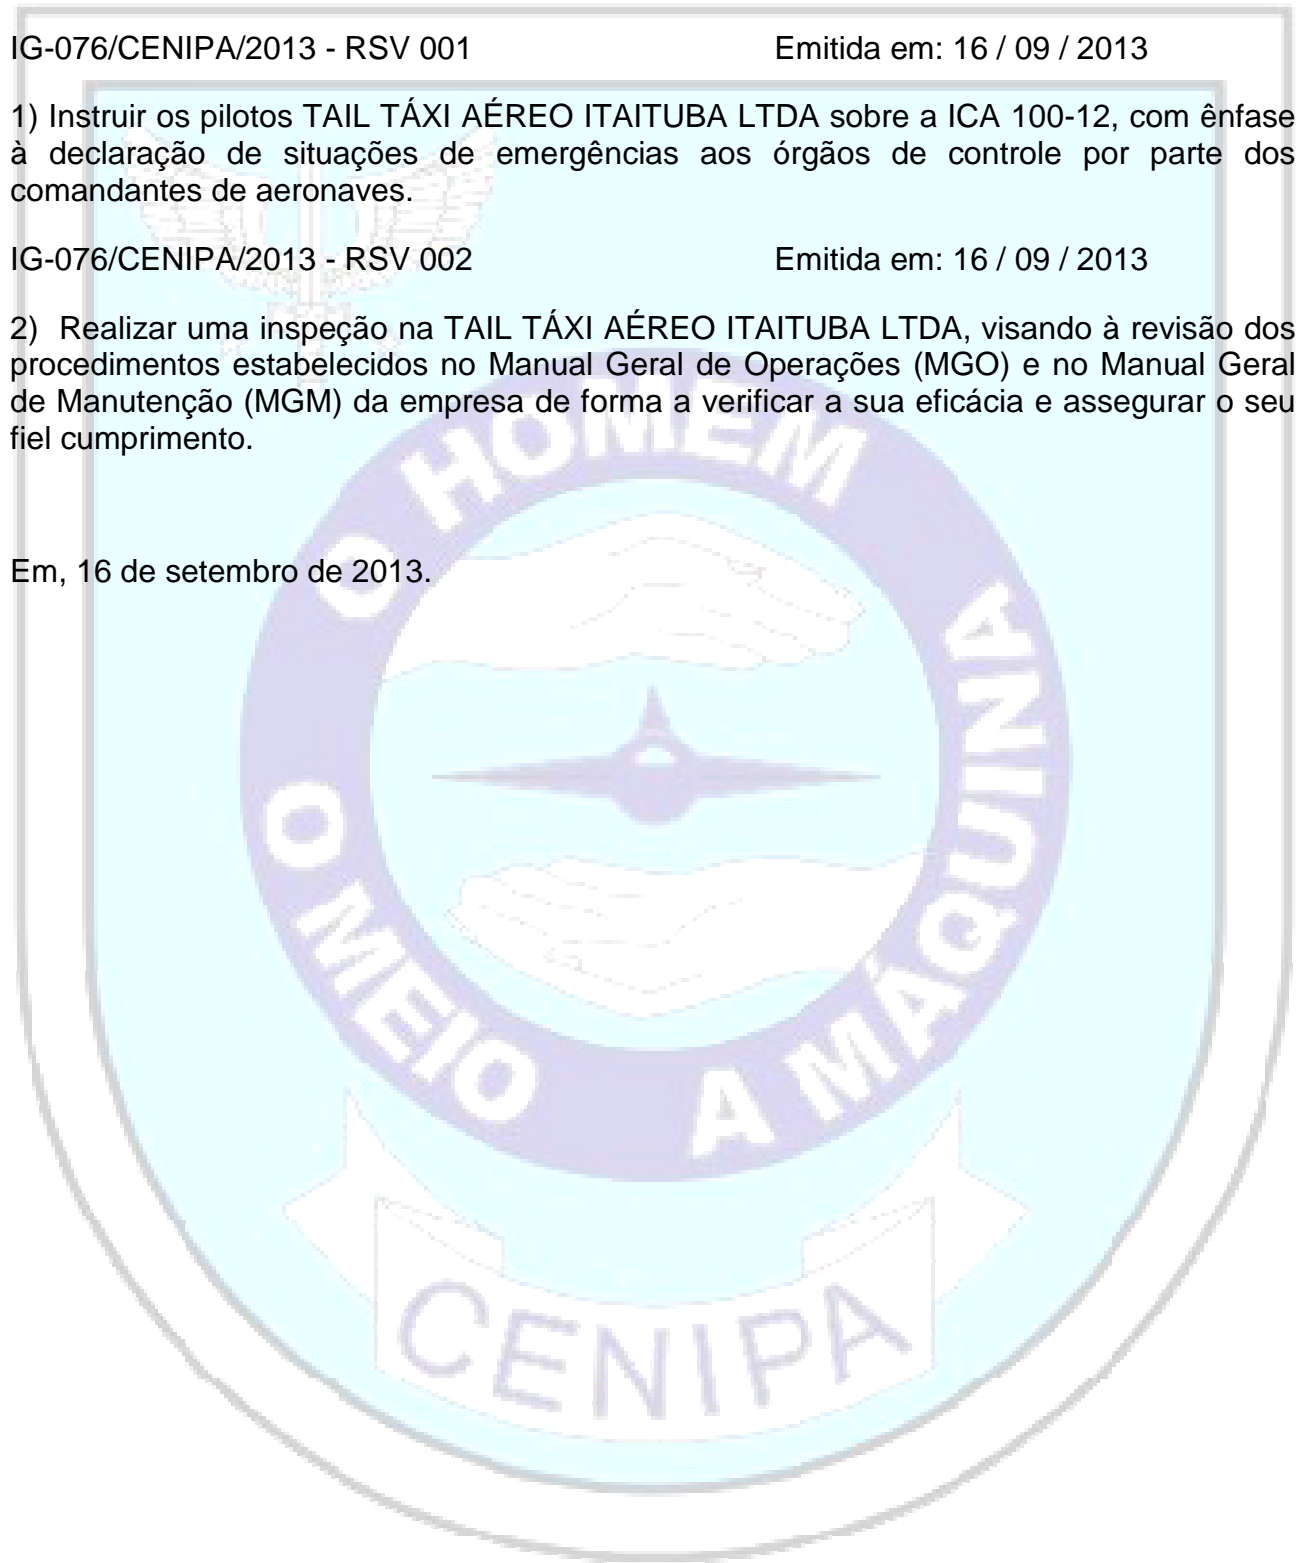 IG-076/CENIPA/2013 - RSV 001 Emitida em: 16 / 09 / 2013
1) Instruir os pilotos TAIL TÁXI AÉREO ITAITUBA LTDA sobre a ICA 100-12, com ênfase
à declaração de situações de emergências aos órgãos de controle por parte dos
comandantes de aeronaves.
IG-076/CENIPA/2013 - RSV 002 Emitida em: 16 / 09 / 2013
2) Realizar uma inspeção na TAIL TÁXI AÉREO ITAITUBA LTDA, visando à revisão dos
procedimentos estabelecidos no Manual Geral de Operações (MGO) e no Manual Geral
de Manutenção (MGM) da empresa de forma a verificar a sua eficácia e assegurar o seu
fiel cumprimento.
Em, 16 de setembro de 2013.
O HOMEM
O MEIO
A MÁQUINA
CENIPA